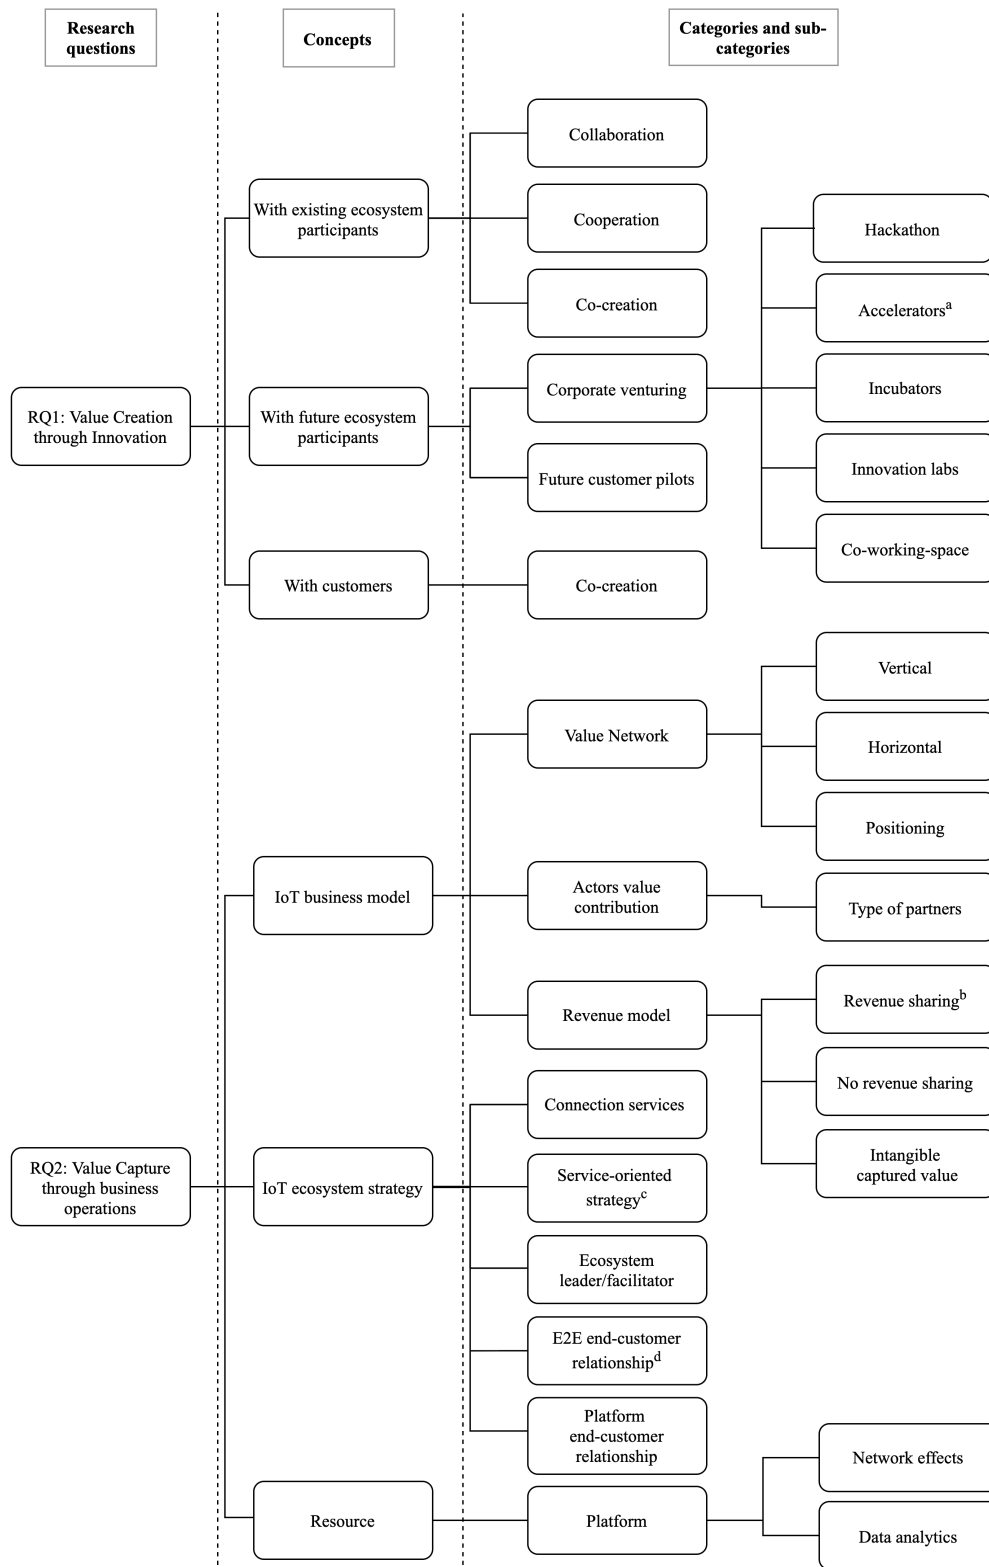 Research
questions
Concepts
Categories and sub-
categories
Collaboration
With existing ecosystem
participants
Cooperation
Co-creation
Hackathon
Acceleratorsᵃ
RQ1: Value Creation
through Innovation
With future ecosystem
participants
Corporate venturing
Incubators
Future customer pilots
Innovation labs
Co-working-space
With customers
Co-creation
Value Network
Vertical
Horizontal
Positioning
IoT business model
Actors value
contribution
Type of partners
Revenue model
Revenue sharingᵇ
No revenue sharing
Intangible
captured value
RQ2: Value Capture
through business
operations
IoT ecosystem strategy
Connection services
Service-oriented
strategyᶜ
Ecosystem
leader/facilitator
E2E end-customer
relationshipᵈ
Platform
end-customer
relationship
Resource
Platform
Network effects
Data analytics